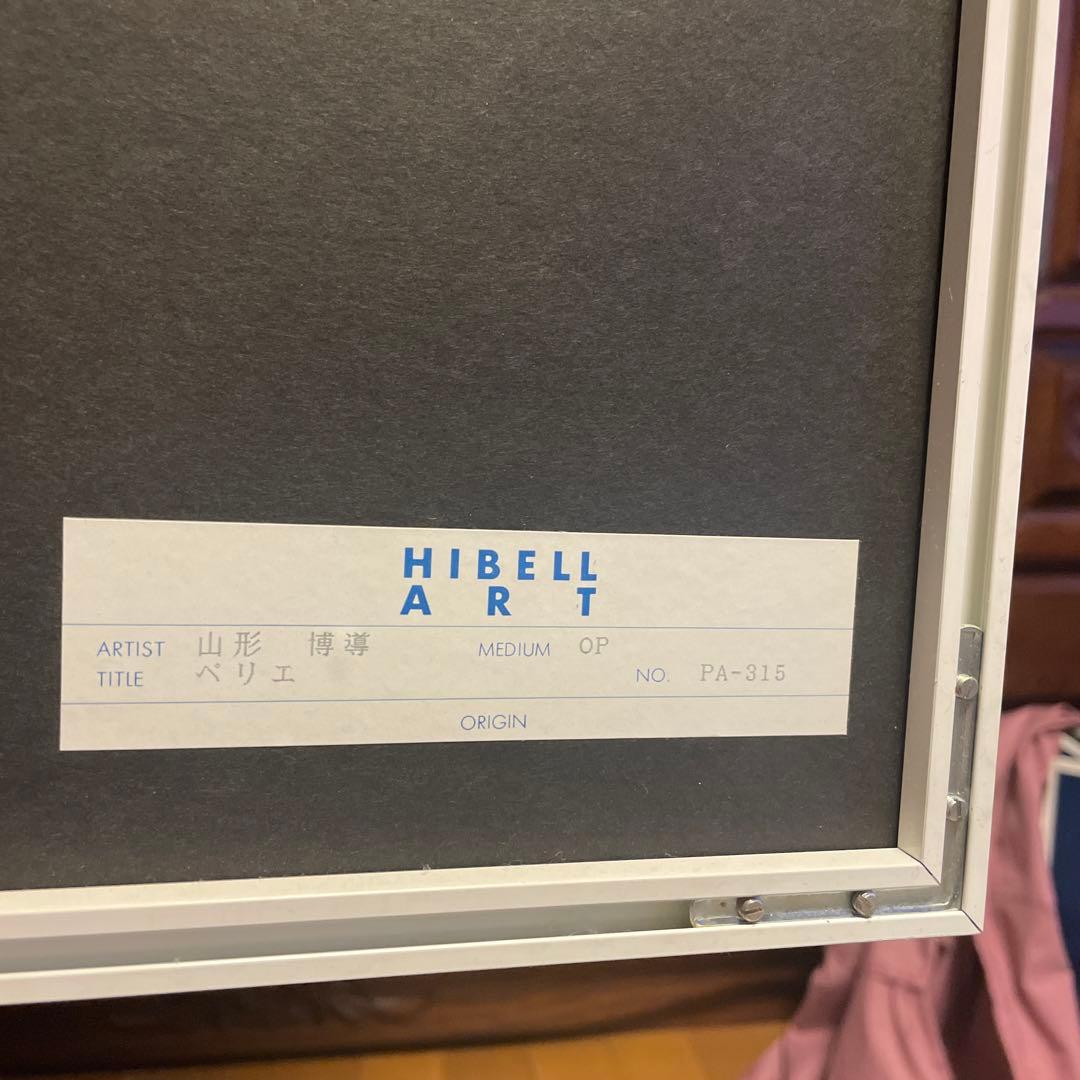 HIBELL
ART
ARTIST 山形 博導 MEDIUM OP
TITLE ペリエ NO. PA-315
ORIGIN